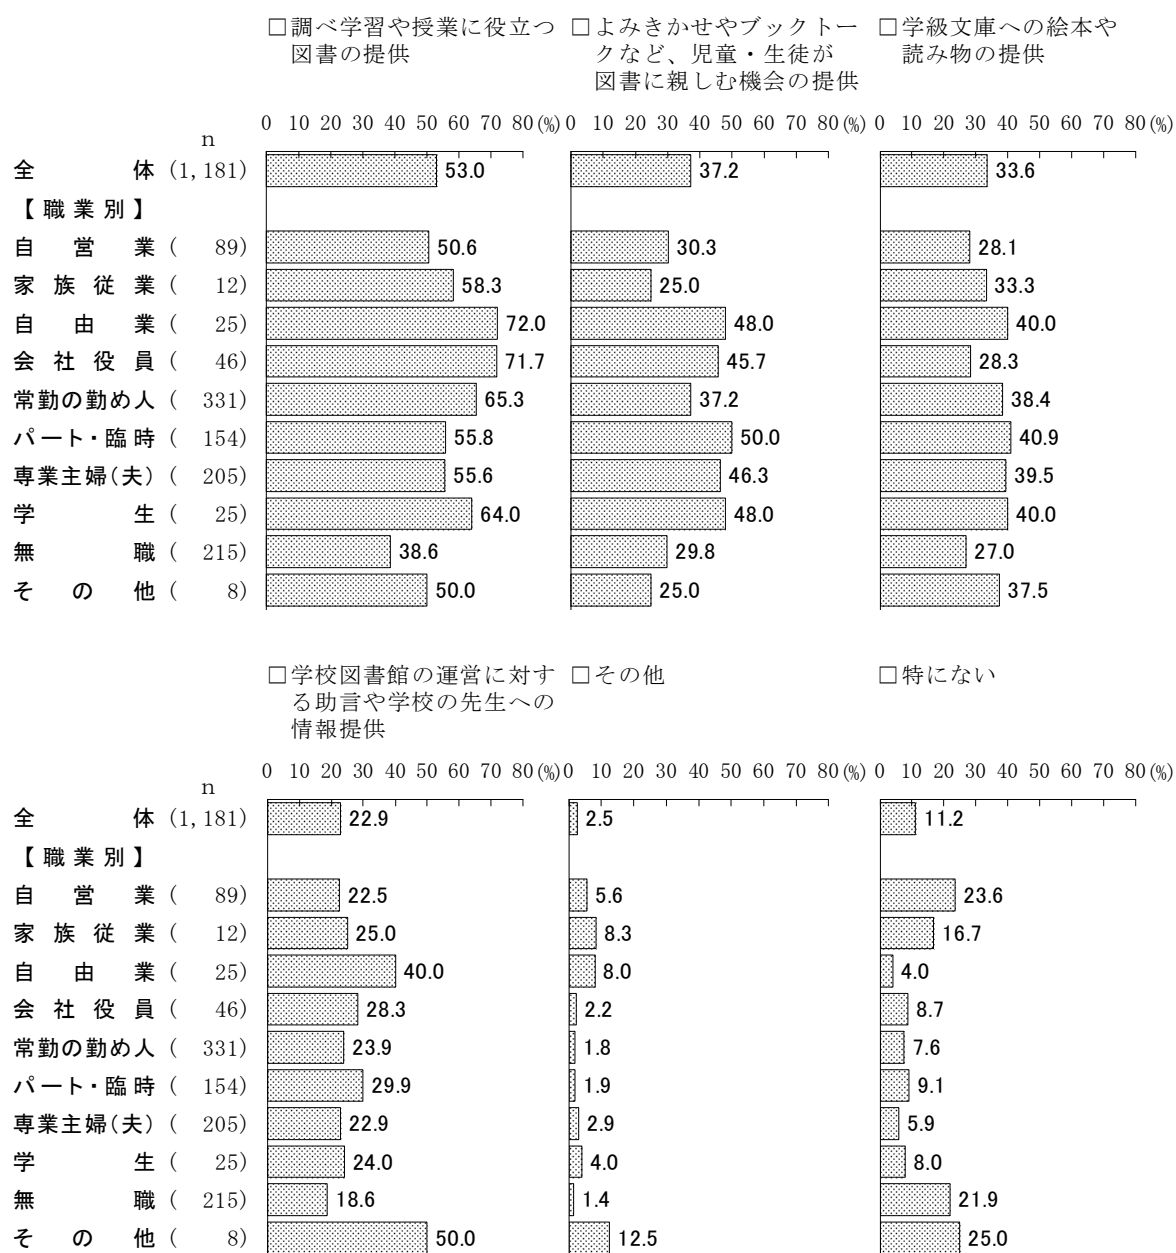 □調べ学習や授業に役立つ
図書の提供
□よみきかせやブックトー
クなど、児童・生徒が
図書に親しむ機会の提供
□学級文庫への絵本や
読み物の提供
0 10 20 30 40 50 60 70 80(%) 0 10 20 30 40 50 60 70 80(%) 0 10 20 30 40 50 60 70 80(%)
n
全体 (1,181) 53.0 37.2 33.6
【職業別】
自営業 ( 89) 50.6 30.3 28.1
家族従業 ( 12) 58.3 25.0 33.3
自由業 ( 25) 72.0 48.0 40.0
会社役員 ( 46) 71.7 45.7 28.3
常勤の勤め人 ( 331) 65.3 37.2 38.4
パート・臨時 ( 154) 55.8 50.0 40.9
専業主婦(夫) ( 205) 55.6 46.3 39.5
学生 ( 25) 64.0 48.0 40.0
無職 ( 215) 38.6 29.8 27.0
その他 ( 8) 50.0 25.0 37.5
□学校図書館の運営に対す
る助言や学校の先生への
情報提供
□その他
□特にない
0 10 20 30 40 50 60 70 80(%) 0 10 20 30 40 50 60 70 80(%) 0 10 20 30 40 50 60 70 80(%)
n
全体 (1,181) 22.9 2.5 11.2
【職業別】
自営業 ( 89) 22.5 5.6 23.6
家族従業 ( 12) 25.0 8.3 16.7
自由業 ( 25) 40.0 8.0 4.0
会社役員 ( 46) 28.3 2.2 8.7
常勤の勤め人 ( 331) 23.9 1.8 7.6
パート・臨時 ( 154) 29.9 1.9 9.1
専業主婦(夫) ( 205) 22.9 2.9 5.9
学生 ( 25) 24.0 4.0 8.0
無職 ( 215) 18.6 1.4 21.9
その他 ( 8) 50.0 12.5 25.0